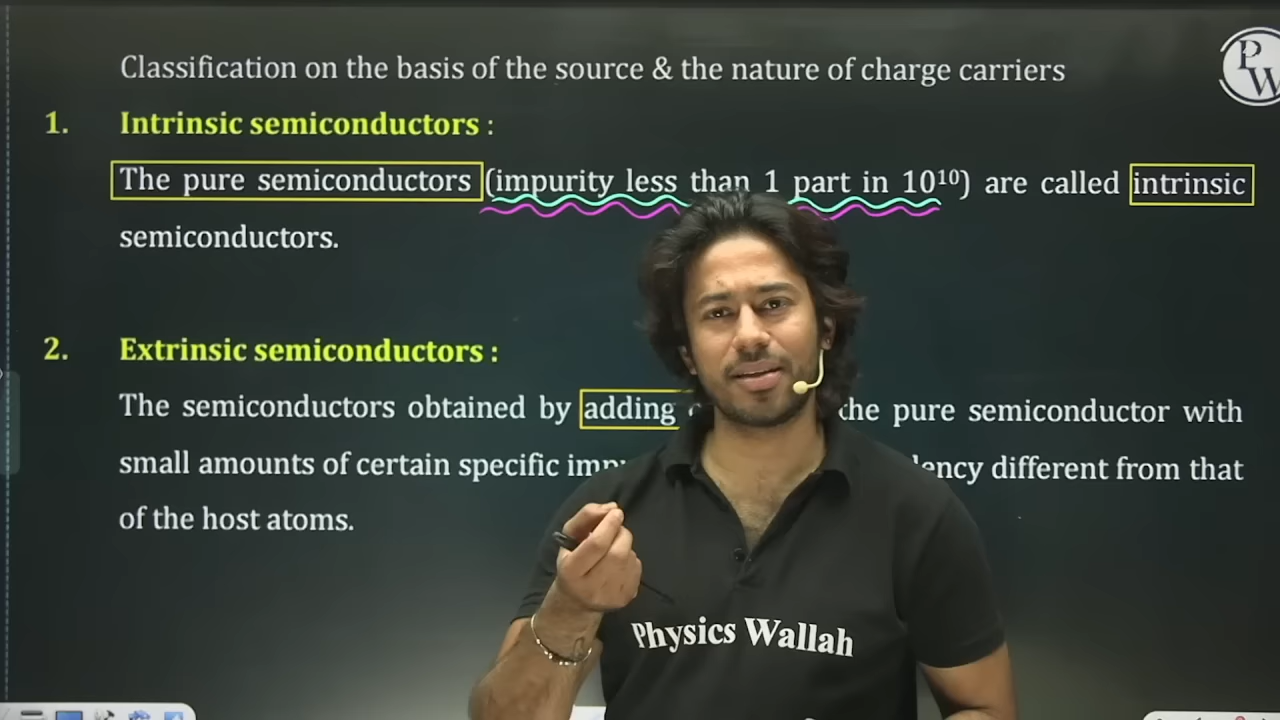 Classification on the basis of the source & the nature of charge carriers
PW
1. Intrinsic semiconductors :
The pure semiconductors (impurity less than 1 part in 10¹⁰) are called intrinsic
semiconductors.
2. Extrinsic semiconductors :
The semiconductors obtained by adding the pure semiconductor with
small amounts of certain specific different from that
of the host atoms.
Physics Wallah